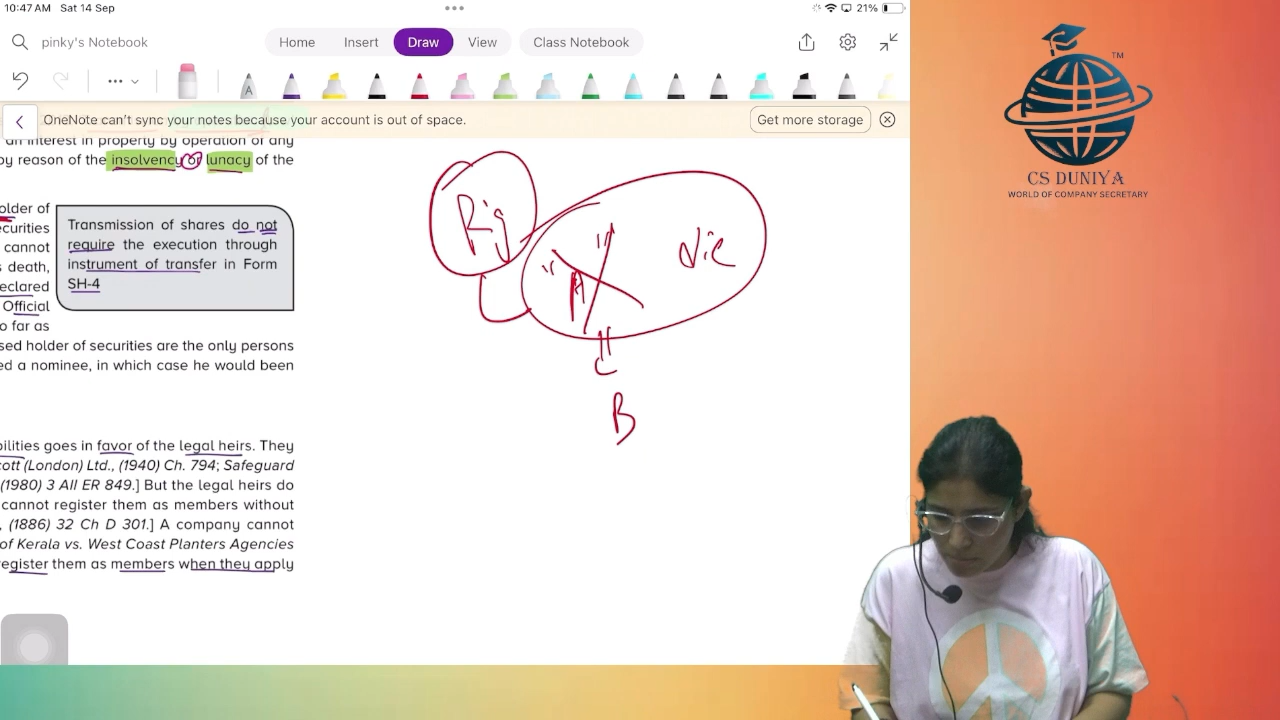 10:47 AM Sat 14 Sep
21%
pinky's Notebook
Home Insert Draw View Class Notebook
OneNote can't sync your notes because your account is out of space.
Get more storage
an interest in property by operation of any
by reason of the insolvency or lunacy of the
older of
ecurities
cannot
s death,
eclared
Official
o far as
Transmission of shares do not
require the execution through
instrument of transfer in Form
SH-4
sed holder of securities are the only persons
ed a nominee, in which case he would been
bilities goes in favor of the legal heirs. They
cott (London) Ltd., (1940) Ch. 794; Safeguard
(1980) 3 All ER 849.] But the legal heirs do
cannot register them as members without
, (1886) 32 Ch D 301.] A company cannot
of Kerala vs. West Coast Planters Agencies
register them as members when they apply
Rig
A
B
TM
CS DUNIYA
WORLD OF COMPANY SECRETARY